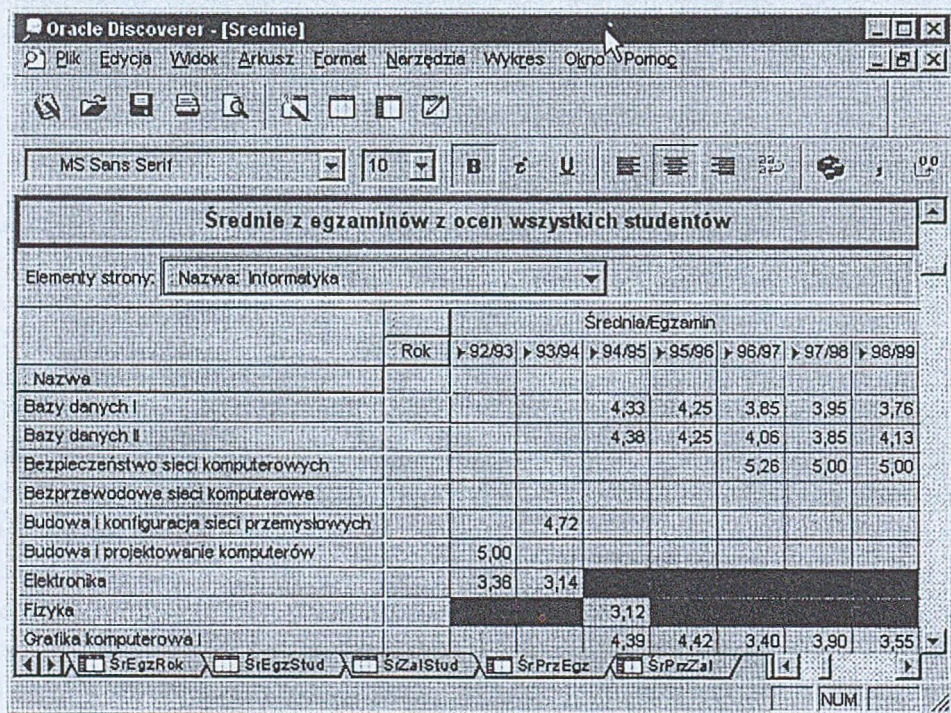 Oracle Discoverer - [Srednie]
Plik Edycja Widok Arkusz Format Narzędzia Wykres Okno Pomoc
MS Sans Serif 10 B i U
Średnie z egzaminów z ocen wszystkich studentów
Elementy strony: Nazwa: Informatyka
Średnia/Egzamin
Rok 92/93 93/94 94/95 95/96 96/97 97/98 98/99
Nazwa
Bazy danych I 4,33 4,25 3,85 3,95 3,76
Bazy danych II 4,38 4,25 4,06 3,85 4,13
Bezpieczeństwo sieci komputerowych 5,26 5,00 5,00
Bezprzewodowe sieci komputerowe
Budowa i konfiguracja sieci przemysłowych 4,72
Budowa i projektowanie komputerów 5,00
Elektronika 3,36 3,14
Fizyka 3,12
Grafika komputerowa I 4,39 4,42 3,40 3,90 3,55
ŚrEgzRok ŚrEgzStud ŚrZalStud ŚrPrzEgz ŚrPrzZal
NUM